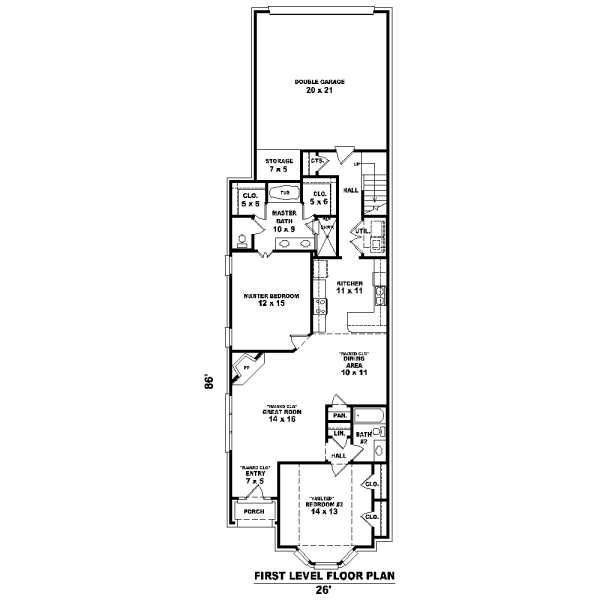 DOUBLE GARAGE
20 x 21
STORAGE
7 x 5
CTS.
UP
HALL
CLO.
5 x 5
TUB
CLO.
5 x 6
MASTER
BATH
10 x 9
UTIL.
KITCHEN
11 x 11
MASTER BEDROOM
12 x 15
"RAISED CLG"
DINING
AREA
10 x 11
FP
86'
"RAISED CLG"
GREAT ROOM
14 x 16
PAN.
LIN.
BATH
#2
HALL
"RAISED CLG"
ENTRY
7 x 5
CLO.
"VAULTED"
BEDROOM #2
14 x 13
PORCH
CLO.
FIRST LEVEL FLOOR PLAN
26'